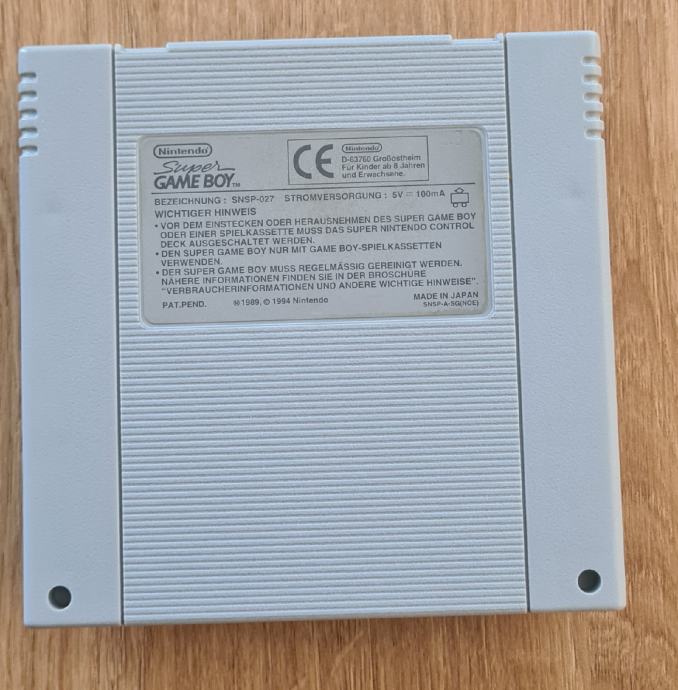 Nintendo
Super
GAME BOY™
CE
Nintendo
D-63760 Großostheim
Für Kinder ab 8 Jahren
und Erwachsene.
BEZEICHNUNG : SNSP-027 STROMVERSORGUNG : 5V ⎓ 100mA
WICHTIGER HINWEIS
• VOR DEM EINSTECKEN ODER HERAUSNEHMEN DES SUPER GAME BOY
ODER EINER SPIELKASSETTE MUSS DAS SUPER NINTENDO CONTROL
DECK AUSGESCHALTET WERDEN.
• DEN SUPER GAME BOY NUR MIT GAME BOY-SPIELKASSETTEN
VERWENDEN.
• DER SUPER GAME BOY MUSS REGELMÄSSIG GEREINIGT WERDEN.
NÄHERE INFORMATIONEN FINDEN SIE IN DER BROSCHÜRE
"VERBRAUCHERINFORMATIONEN UND ANDERE WICHTIGE HINWEISE".
PAT.PEND. Ⓜ1989, © 1994 Nintendo MADE IN JAPAN
SNSP-A-SG(NOE)